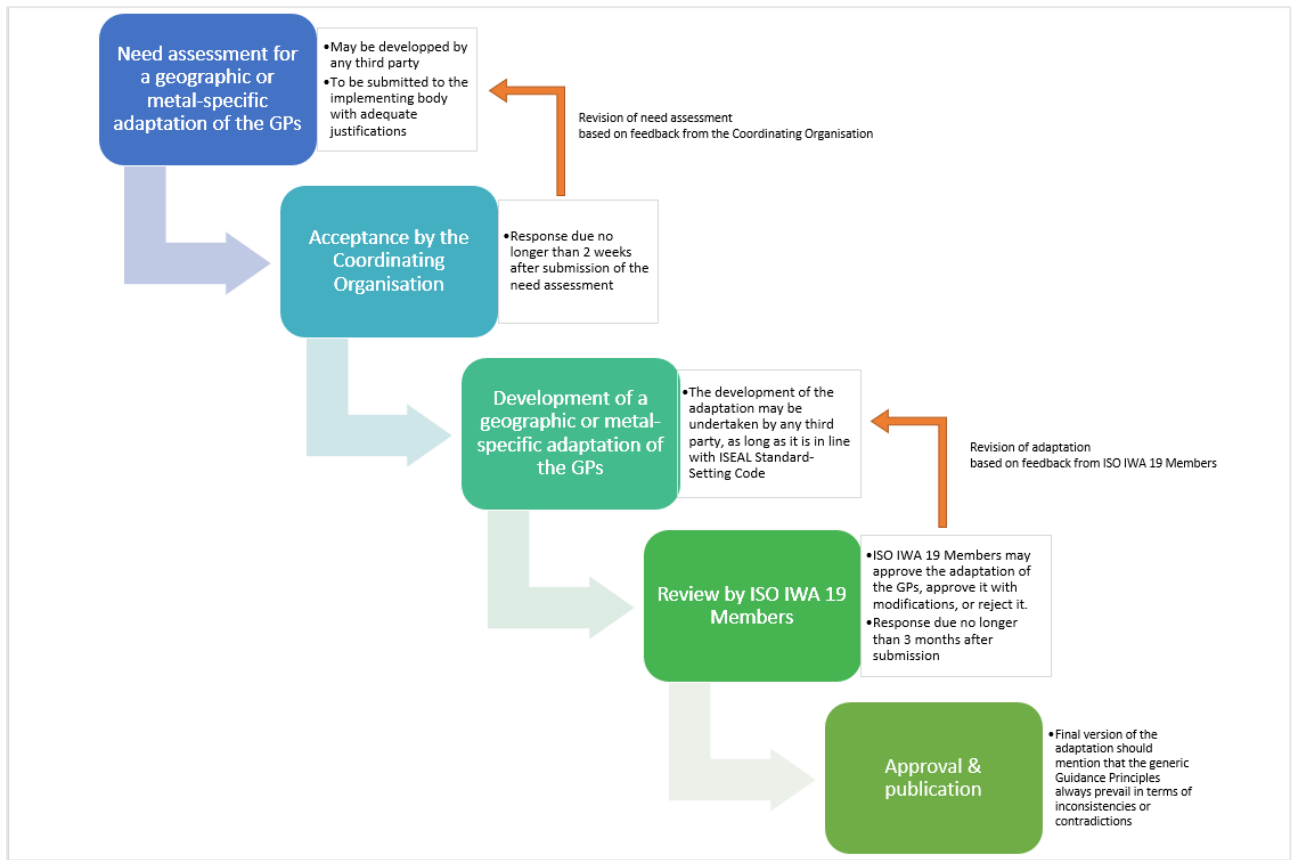 Need assessment for
a geographic or
metal-specific
adaptation of the GPs
•May be developped by
any third party
•To be submitted to the
implementing body
with adequate
justifications
Revision of need assessment
based on feedback from the Coordinating Organisation
Acceptance by the
Coordinating
Organisation
•Response due no
longer than 2 weeks
after submission of the
need assessment
Development of a
geographic or metal-
specific adaptation of
the GPs
•The development of the
adaptation may be
undertaken by any third
party, as long as it is in line
with ISEAL Standard-
Setting Code
Revision of adaptation
based on feedback from ISO IWA 19 Members
Review by ISO IWA 19
Members
•ISO IWA 19 Members may
approve the adaptation of
the GPs, approve it with
modifications, or reject it.
•Response due no longer
than 3 months after
submission
Approval &
publication
•Final version of the
adaptation should
mention that the generic
Guidance Principles
always prevail in terms of
inconsistencies or
contradictions